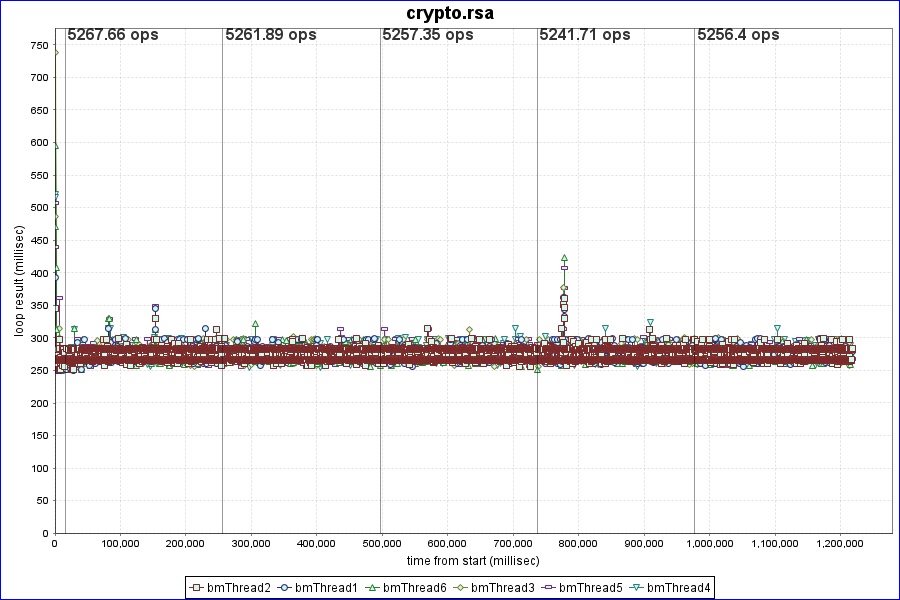 crypto.rsa
5267.66 ops 5261.89 ops 5257.35 ops 5241.71 ops 5256.4 ops
750
700
650
600
550
500
450
400
350
300
250
200
150
100
50
0
loop result (millisec)
0 100,000 200,000 300,000 400,000 500,000 600,000 700,000 800,000 900,000 1,000,000 1,100,000 1,200,000
time from start (millisec)
bmThread2 bmThread1 bmThread6 bmThread3 bmThread5 bmThread4